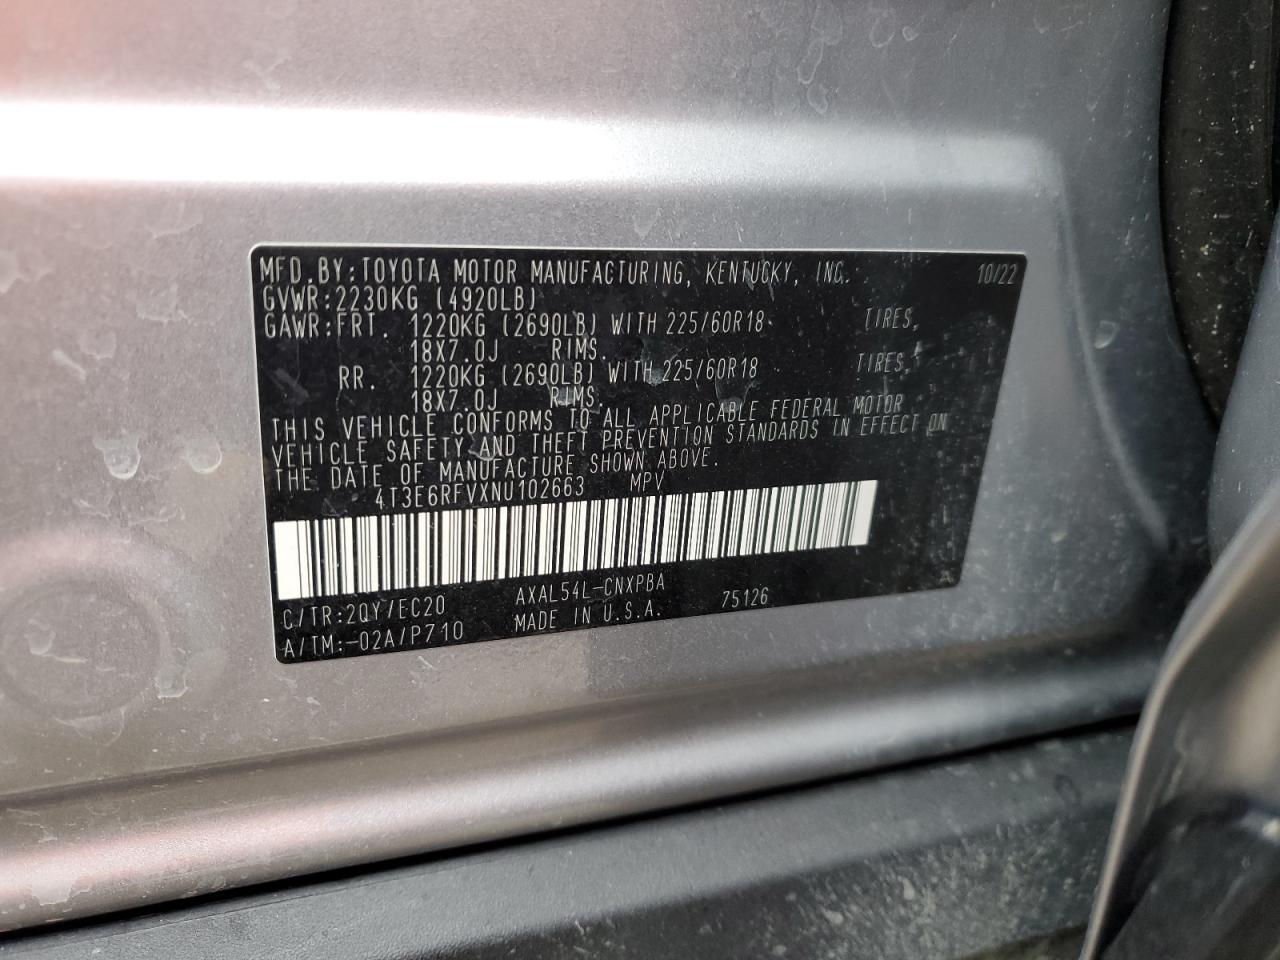 MFD. BY: TOYOTA MOTOR MANUFACTURING, KENTUCKY, INC. 10/22
GVWR: 2230KG (4920LB)
GAWR: FRT. 1220KG (2690LB) WITH 225/60R18 TIRES,
18X7.0J RIMS.
RR. 1220KG (2690LB) WITH 225/60R18 TIRES,
18X7.0J RIMS.
THIS VEHICLE CONFORMS TO ALL APPLICABLE FEDERAL MOTOR
VEHICLE SAFETY AND THEFT PREVENTION STANDARDS IN EFFECT ON
THE DATE OF MANUFACTURE SHOWN ABOVE.
4T3E6RFVXNU102663 MPV
C/TR:2QY/EC20 AXAL54L-CNXPBA 75126
A/TM:-02A/P710 MADE IN U.S.A.